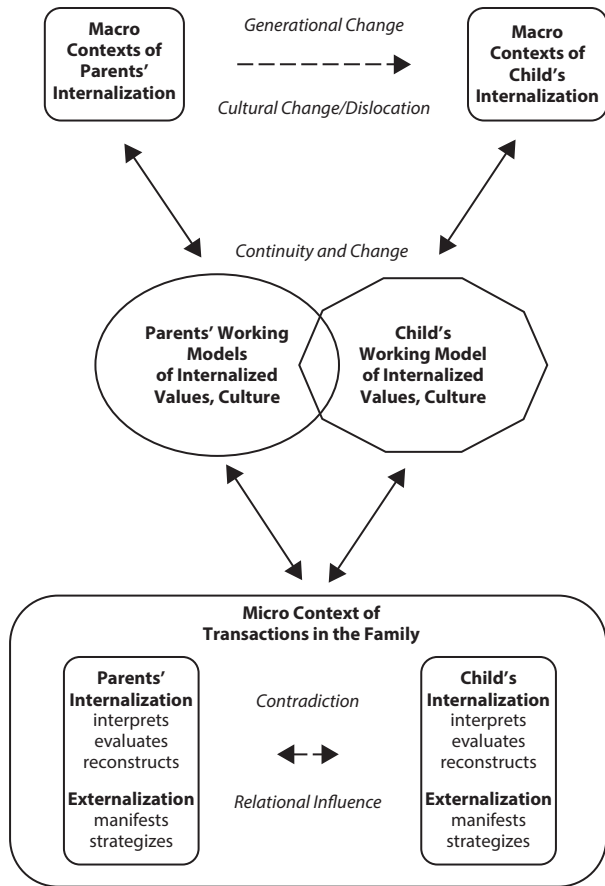 Macro
Contexts of
Parents’
Internalization
Generational Change
Cultural Change/Dislocation
Macro
Contexts of
Child’s
Internalization
Continuity and Change
Parents’ Working
Models
of Internalized
Values, Culture
Child’s
Working Model
of Internalized
Values, Culture
Micro Context of
Transactions in the Family
Parents’
Internalization
interprets
evaluates
reconstructs
Externalization
manifests
strategizes
Contradiction
Relational Influence
Child’s
Internalization
interprets
evaluates
reconstructs
Externalization
manifests
strategizes